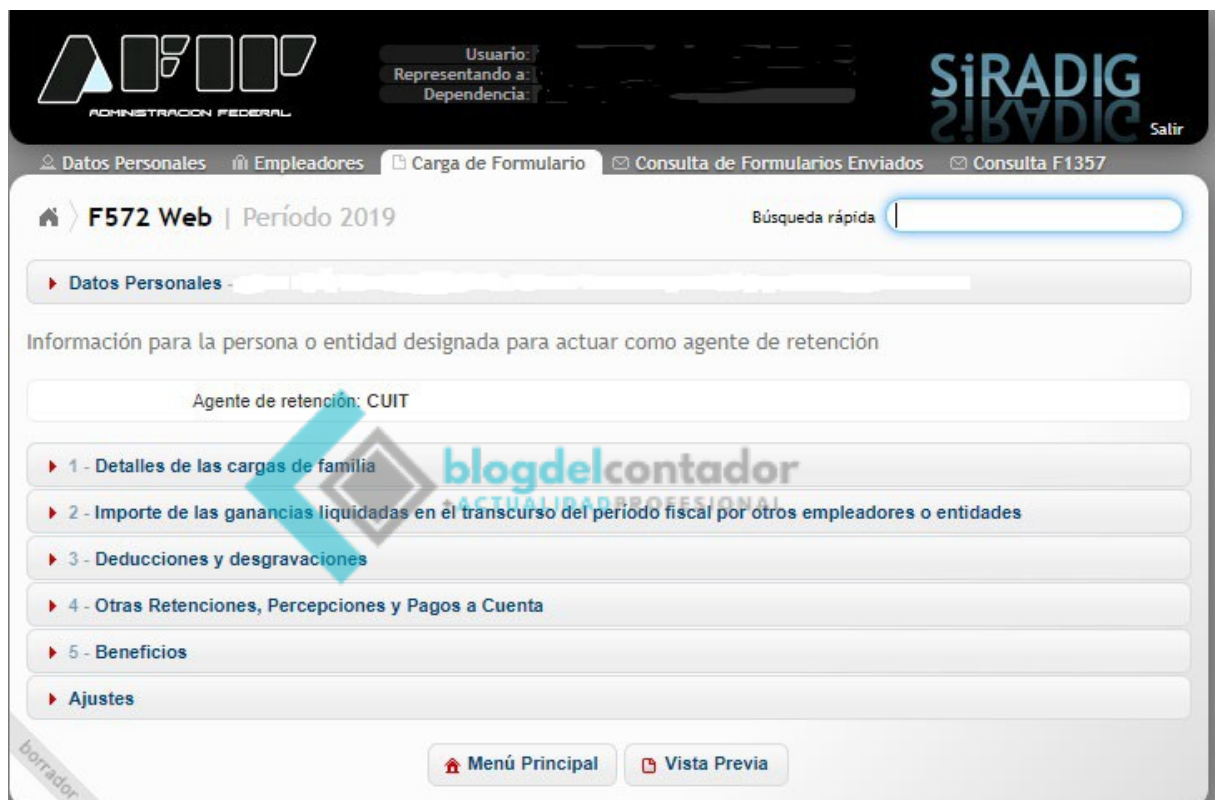 AFIP
ADMINISTRACION FEDERAL
Usuario:
Representando a:
Dependencia:
SiRADIG
Salir
Datos Personales Empleadores Carga de Formulario Consulta de Formularios Enviados Consulta F1357
F572 Web | Período 2019 Búsqueda rápida
Datos Personales -
Información para la persona o entidad designada para actuar como agente de retención
Agente de retención: CUIT
1 - Detalles de las cargas de familia
blogdelcontador
+ACTUALIDADPROFESIONAL
2 - Importe de las ganancias liquidadas en el transcurso del período fiscal por otros empleadores o entidades
3 - Deducciones y desgravaciones
4 - Otras Retenciones, Percepciones y Pagos a Cuenta
5 - Beneficios
Ajustes
borrador
Menú Principal Vista Previa